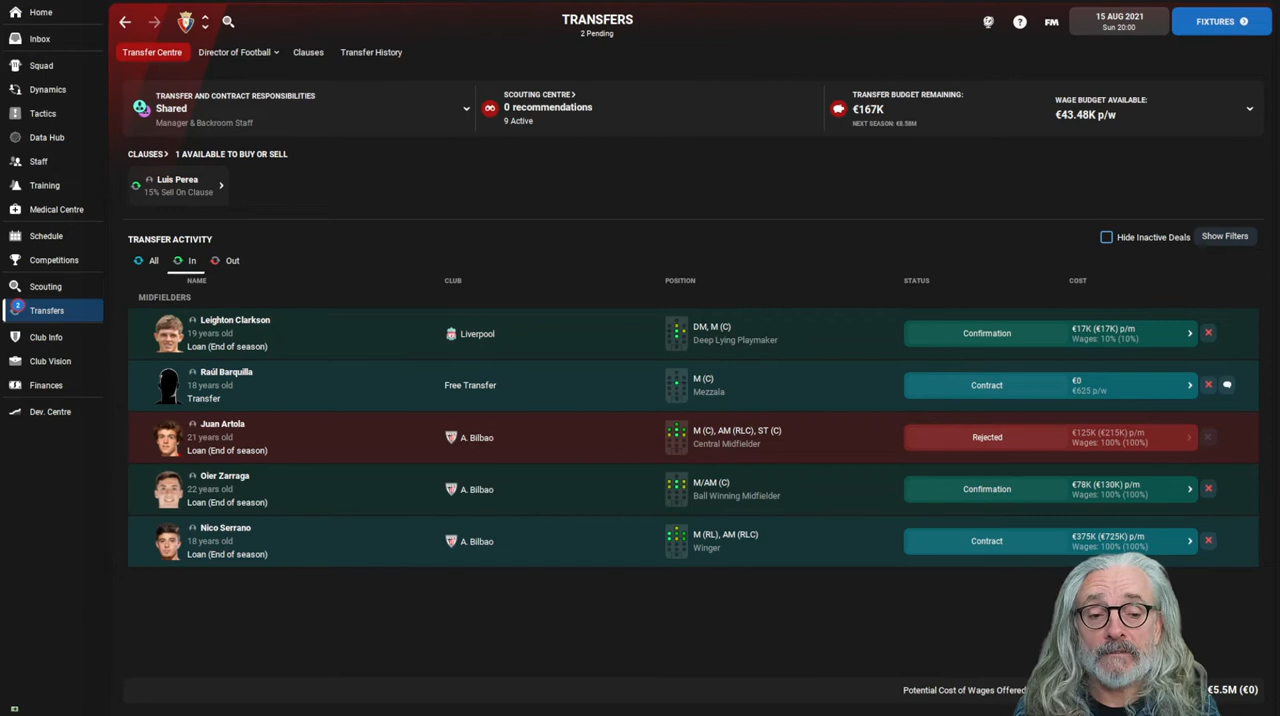 Home
TRANSFERS
2 Pending
FM
15 AUG 2021
Sun 20:00
FIXTURES
Inbox
Squad
Dynamics
Tactics
Data Hub
Staff
Training
Medical Centre
Schedule
Competitions
Scouting
2
Transfers
Club Info
Club Vision
Finances
Dev. Centre
Transfer Centre
Director of Football
Clauses
Transfer History
TRANSFER AND CONTRACT RESPONSIBILITIES
Shared
Manager & Backroom Staff
SCOUTING CENTRE
0 recommendations
9 Active
TRANSFER BUDGET REMAINING:
€167K
NEXT SEASON: €8.58M
WAGE BUDGET AVAILABLE:
€43.48K p/w
CLAUSES 1 AVAILABLE TO BUY OR SELL
Luis Perea
15% Sell On Clause
TRANSFER ACTIVITY
Hide Inactive Deals
Show Filters
All In Out
NAME CLUB POSITION STATUS COST
MIDFIELDERS
Leighton Clarkson
19 years old
Loan (End of season)
Liverpool
DM, M (C)
Deep Lying Playmaker
Confirmation
€17K (€17K) p/m
Wages: 10% (10%)
Raúl Barquilla
18 years old
Transfer
Free Transfer
M (C)
Mezzala
Contract
€0
€625 p/w
Juan Artola
21 years old
Loan (End of season)
A. Bilbao
M (C), AM (RLC), ST (C)
Central Midfielder
Rejected
€125K (€215K) p/m
Wages: 100% (100%)
Oier Zarraga
22 years old
Loan (End of season)
A. Bilbao
M/AM (C)
Ball Winning Midfielder
Confirmation
€78K (€130K) p/m
Wages: 100% (100%)
Nico Serrano
18 years old
Loan (End of season)
A. Bilbao
M (RL), AM (RLC)
Winger
Contract
€375K (€725K) p/m
Wages: 100% (100%)
Potential Cost of Wages Offered
€5.5M (€0)